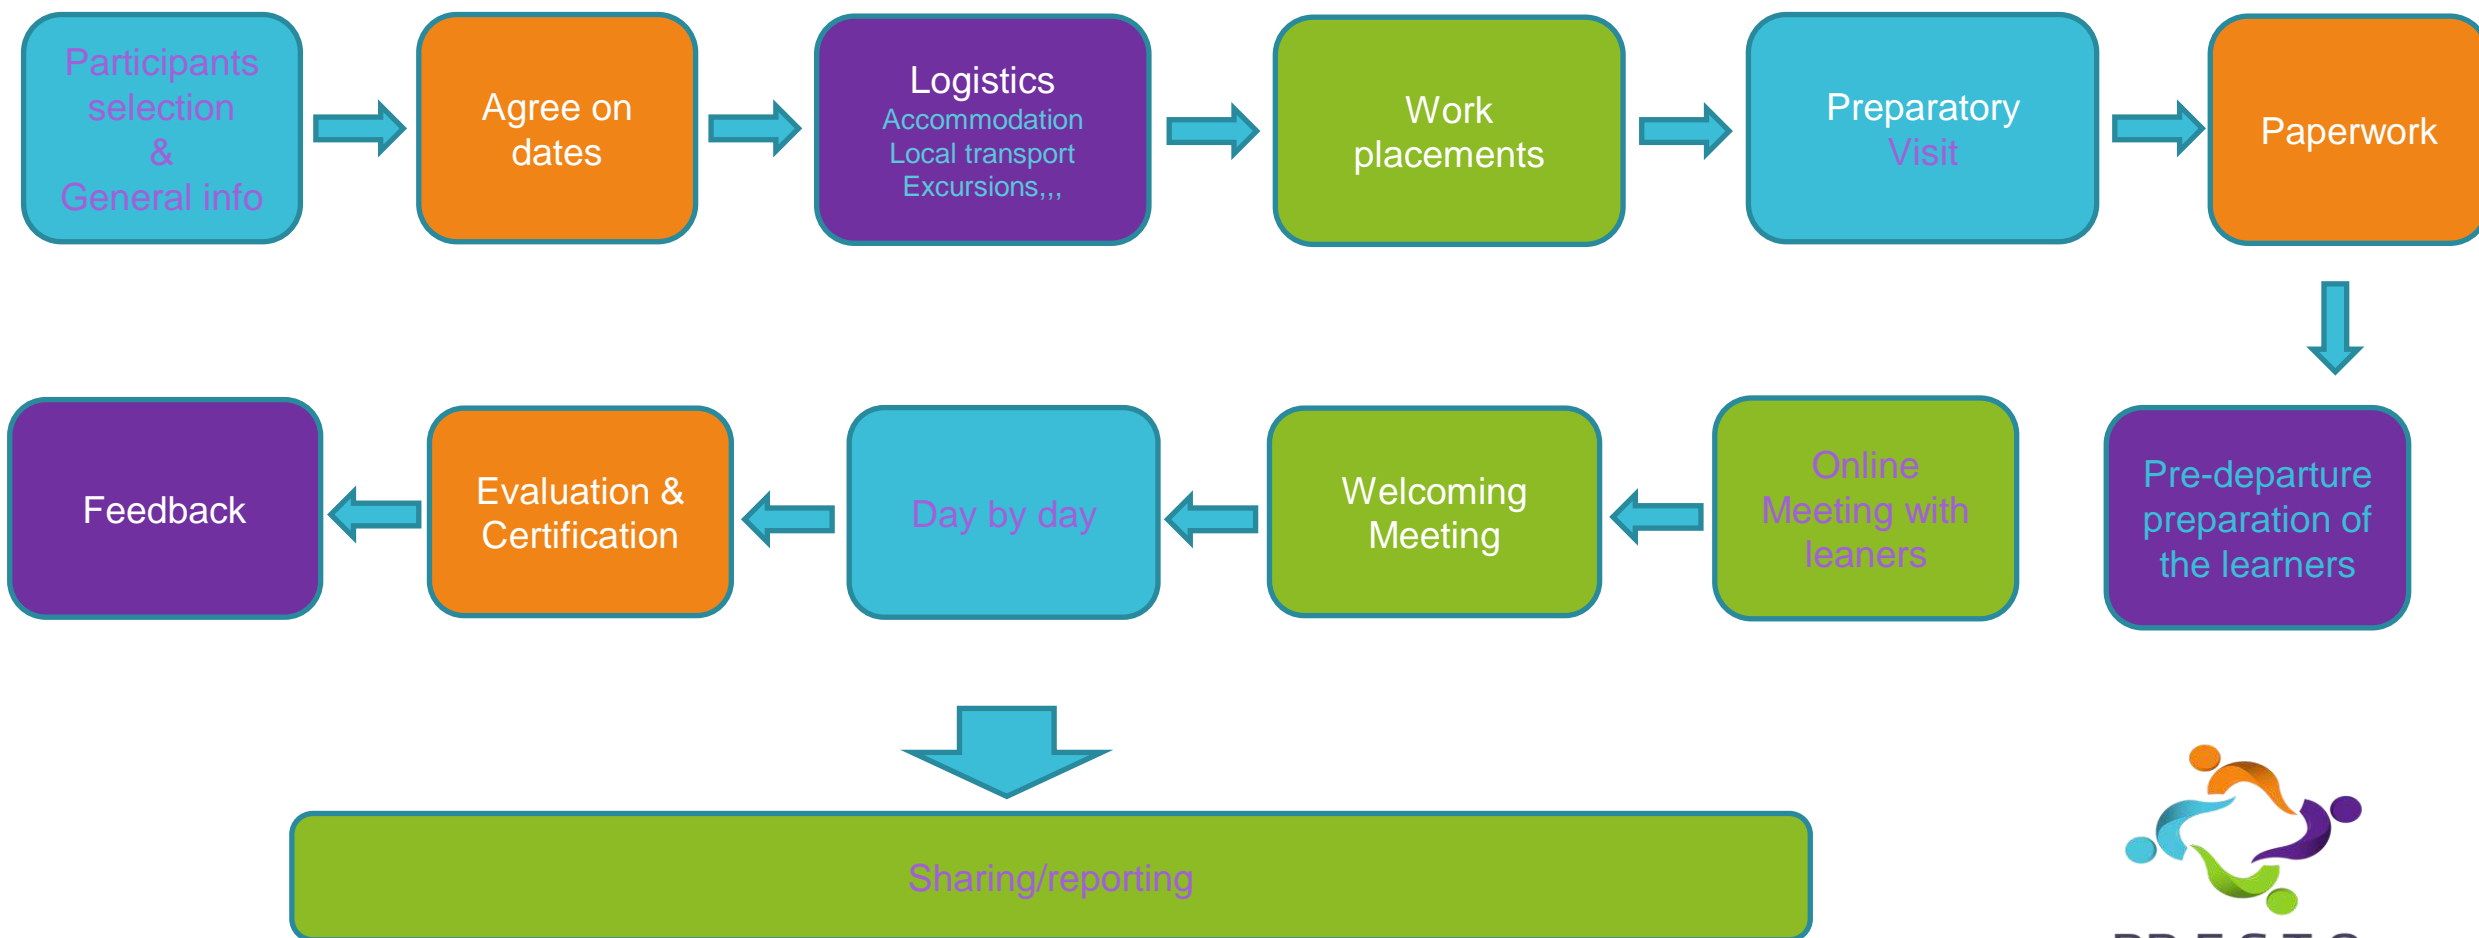 Participants
selection
&
General info
Agree on
dates
Logistics
Accommodation
Local transport
Excursions,,,
Work
placements
Preparatory
Visit
Paperwork
Feedback
Evaluation &
Certification
Day by day
Welcoming
Meeting
Online
Meeting with
leaners
Pre-departure
preparation of
the learners
Sharing/reporting